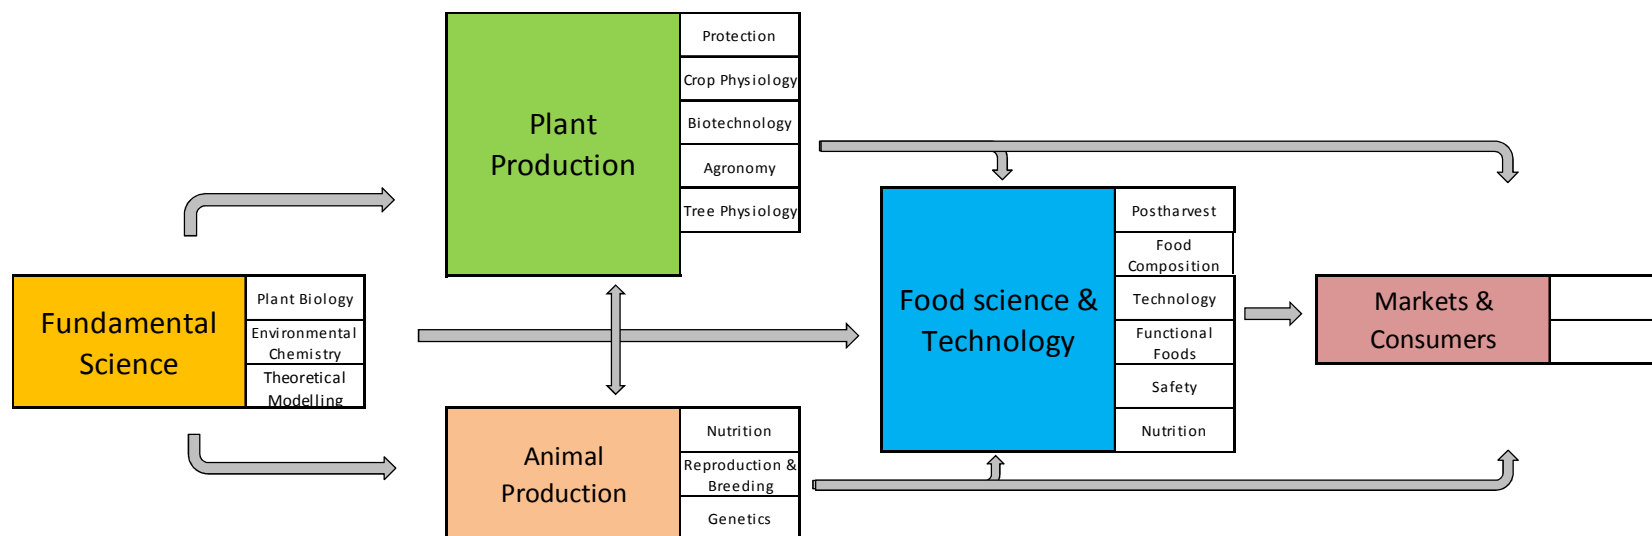 Fundamental
Science
Plant Biology
Environmental
Chemistry
Theoretical
Modelling
Plant
Production
Protection
Crop Physiology
Biotechnology
Agronomy
Tree Physiology
Animal
Production
Nutrition
Reproduction &
Breeding
Genetics
Food science &
Technology
Postharvest
Food
Composition
Technology
Functional
Foods
Safety
Nutrition
Markets &
Consumers